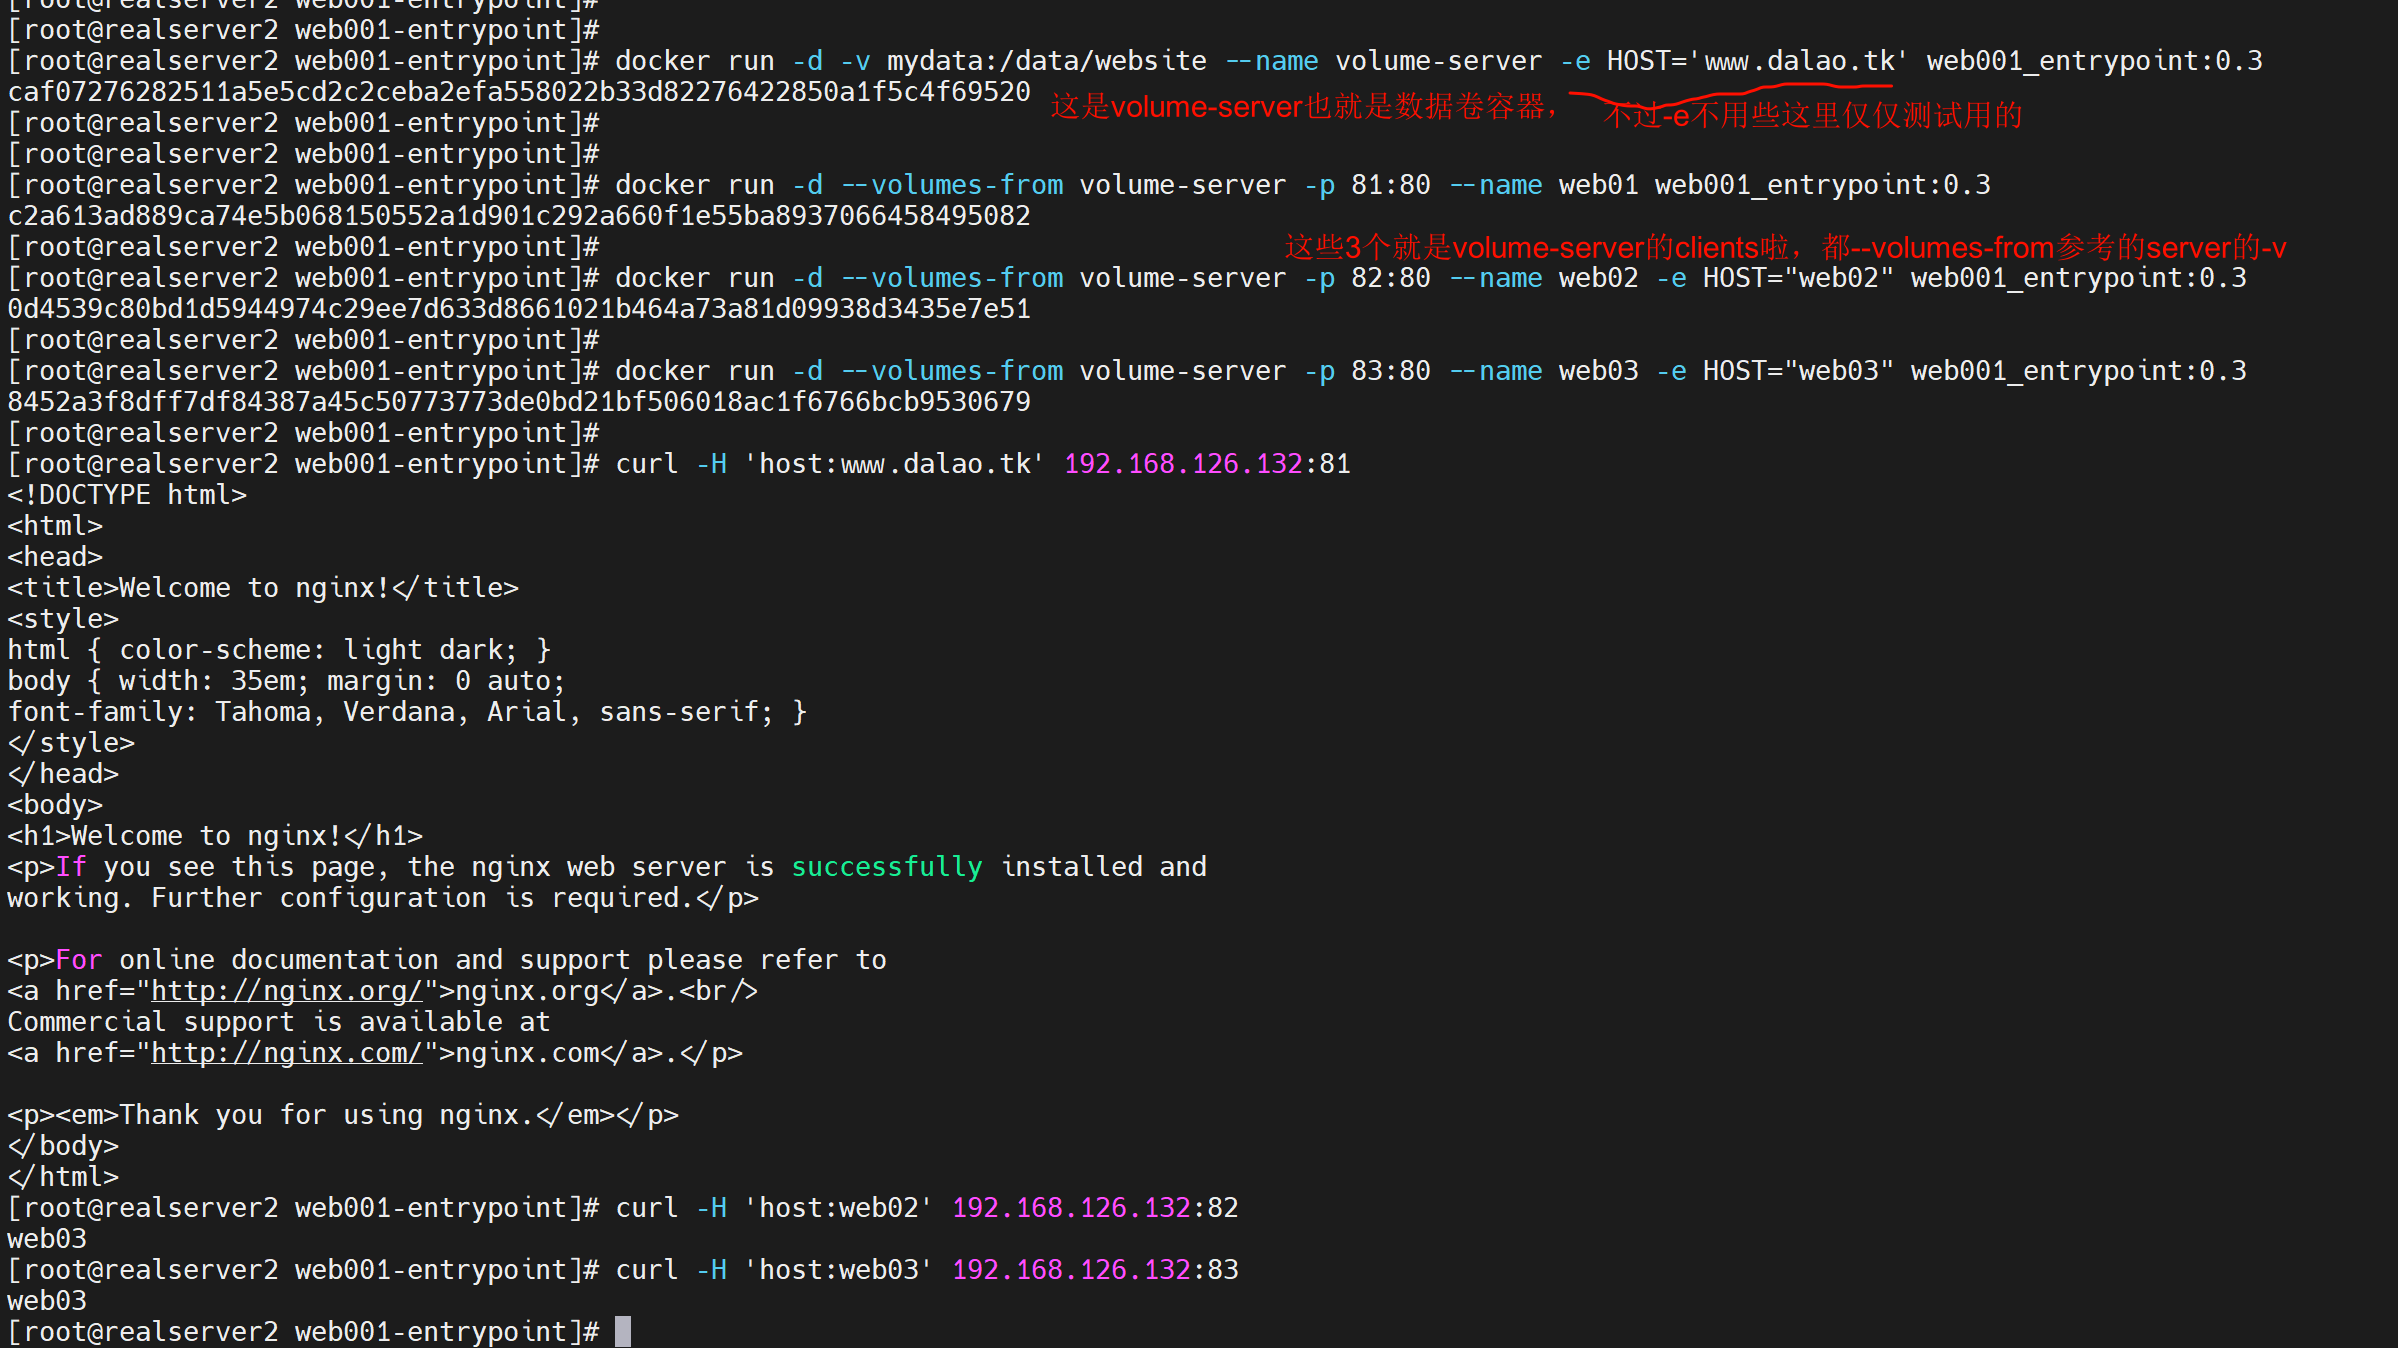 [root@realserver2 web001-entrypoint]#
[root@realserver2 web001-entrypoint]#
[root@realserver2 web001-entrypoint]# docker run -d -v mydata:/data/website --name volume-server -e HOST='www.dalao.tk' web001_entrypoint:0.3
caf07276282511a5e5cd2c2ceba2efa558022b33d82276422850a1f5c4f69520
这是volume-server也就是数据卷容器， 不过-e不用些这里仅仅测试用的
[root@realserver2 web001-entrypoint]#
[root@realserver2 web001-entrypoint]#
[root@realserver2 web001-entrypoint]# docker run -d --volumes-from volume-server -p 81:80 --name web01 web001_entrypoint:0.3
c2a613ad889ca74e5b068150552a1d901c292a660f1e55ba8937066458495082
[root@realserver2 web001-entrypoint]#
这些3个就是volume-server的clients啦，都--volumes-from参考的server的-v
[root@realserver2 web001-entrypoint]# docker run -d --volumes-from volume-server -p 82:80 --name web02 -e HOST="web02" web001_entrypoint:0.3
0d4539c80bd1d5944974c29ee7d633d8661021b464a73a81d09938d3435e7e51
[root@realserver2 web001-entrypoint]#
[root@realserver2 web001-entrypoint]# docker run -d --volumes-from volume-server -p 83:80 --name web03 -e HOST="web03" web001_entrypoint:0.3
8452a3f8dff7df84387a45c50773773de0bd21bf506018ac1f6766bcb9530679
[root@realserver2 web001-entrypoint]#
[root@realserver2 web001-entrypoint]# curl -H 'host:www.dalao.tk' 192.168.126.132:81
<!DOCTYPE html>
<html>
<head>
<title>Welcome to nginx!</title>
<style>
html { color-scheme: light dark; }
body { width: 35em; margin: 0 auto;
font-family: Tahoma, Verdana, Arial, sans-serif; }
</style>
</head>
<body>
<h1>Welcome to nginx!</h1>
<p>If you see this page, the nginx web server is successfully installed and
working. Further configuration is required.</p>
<p>For online documentation and support please refer to
<a href="http://nginx.org/">nginx.org</a>.<br/>
Commercial support is available at
<a href="http://nginx.com/">nginx.com</a>.</p>
<p><em>Thank you for using nginx.</em></p>
</body>
</html>
[root@realserver2 web001-entrypoint]# curl -H 'host:web02' 192.168.126.132:82
web03
[root@realserver2 web001-entrypoint]# curl -H 'host:web03' 192.168.126.132:83
web03
[root@realserver2 web001-entrypoint]#